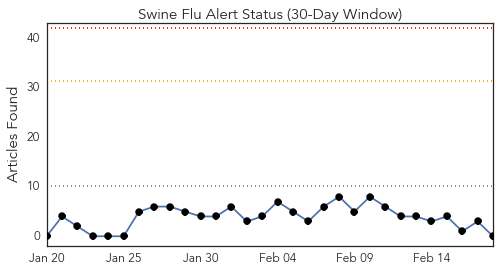 Swine Flu Alert Status (30-Day Window)
Articles Found
40
30
20
10
0
Jan 20 Jan 25 Jan 30 Feb 04 Feb 09 Feb 14